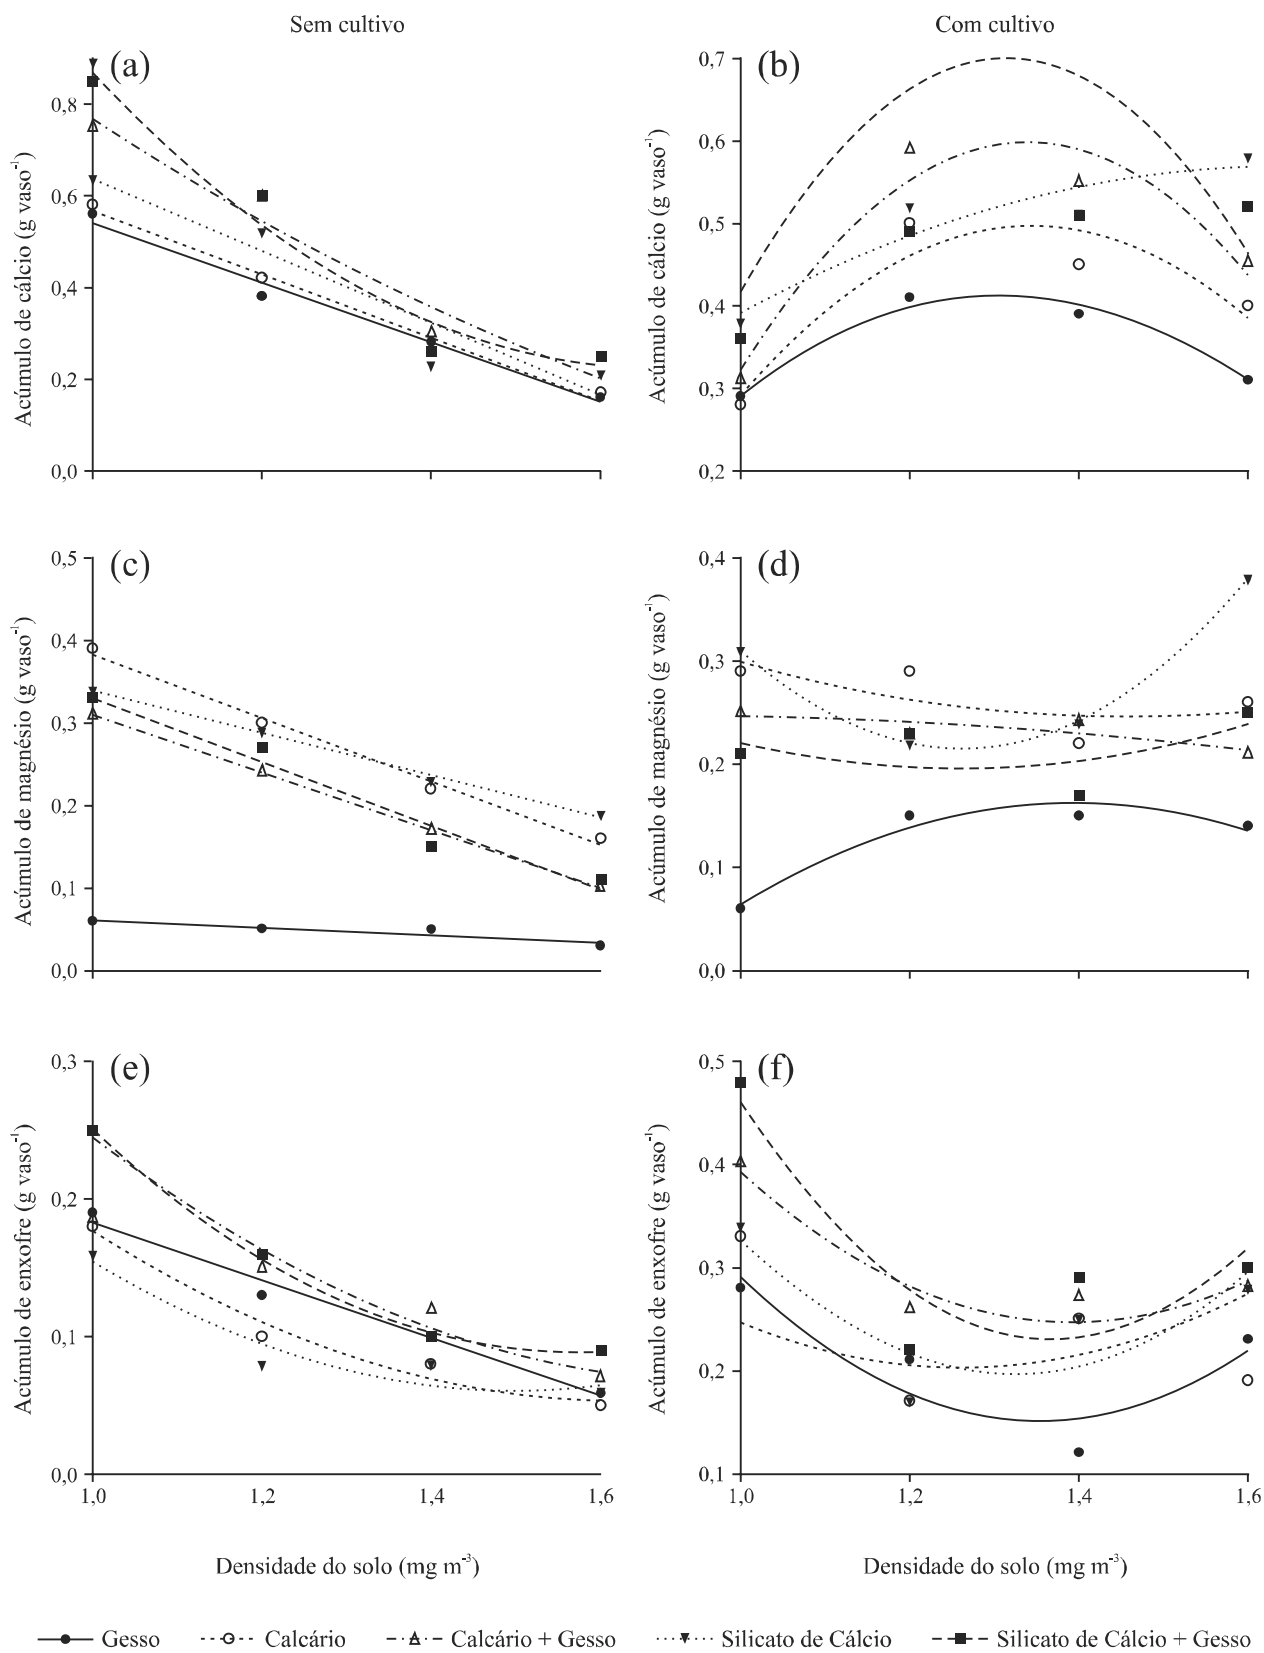 Sem cultivo
Com cultivo
(a)
Acúmulo de cálcio (g vaso⁻¹)
0,8
0,6
0,4
0,2
0,0
(b)
Acúmulo de cálcio (g vaso⁻¹)
0,7
0,6
0,5
0,4
0,3
0,2
(c)
Acúmulo de magnésio (g vaso⁻¹)
0,5
0,4
0,3
0,2
0,1
0,0
(d)
Acúmulo de magnésio (g vaso⁻¹)
0,4
0,3
0,2
0,1
0,0
(e)
Acúmulo de enxofre (g vaso⁻¹)
0,3
0,2
0,1
0,0
1,0 1,2 1,4 1,6
Densidade do solo (mg m⁻³)
(f)
Acúmulo de enxofre (g vaso⁻¹)
0,5
0,4
0,3
0,2
0,1
1,0 1,2 1,4 1,6
Densidade do solo (mg m⁻³)
Gesso Calcário Calcário + Gesso Silicato de Cálcio Silicato de Cálcio + Gesso